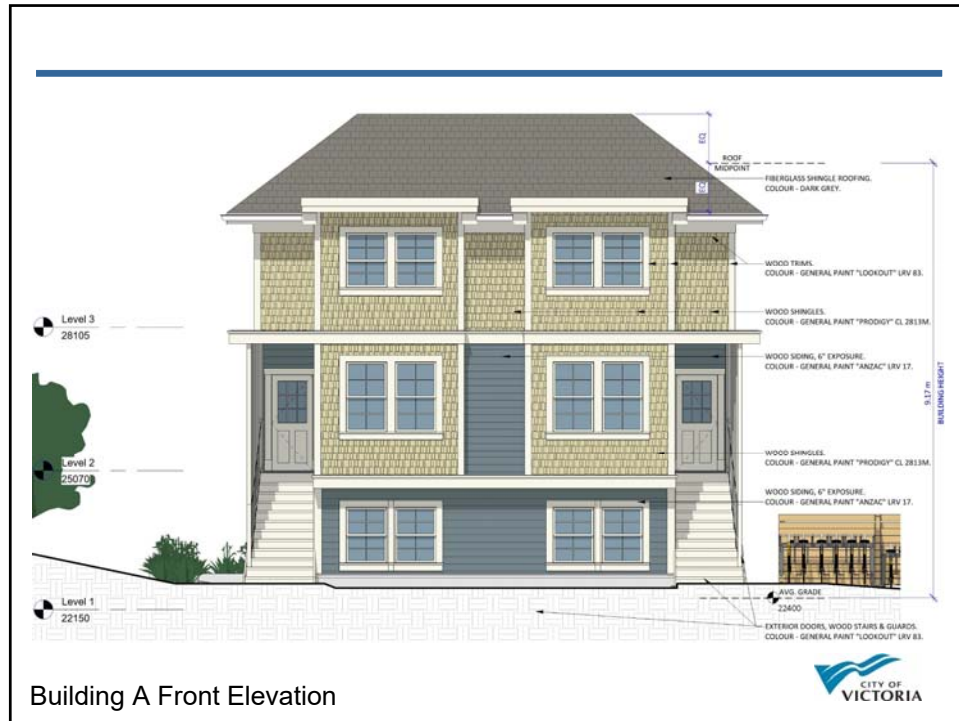 EQ
ROOF
MIDPOINT
EQ
FIBERGLASS SHINGLE ROOFING.
COLOUR - DARK GREY.
WOOD TRIMS.
COLOUR - GENERAL PAINT "LOOKOUT" LRV 83.
Level 3
28105
WOOD SHINGLES.
COLOUR - GENERAL PAINT "PRODIGY" CL 2813M.
WOOD SIDING, 6" EXPOSURE.
COLOUR - GENERAL PAINT "ANZAC" LRV 17.
9.17 m
BUILDING HEIGHT
Level 2
25070
WOOD SHINGLES.
COLOUR - GENERAL PAINT "PRODIGY" CL 2813M.
WOOD SIDING, 6" EXPOSURE.
COLOUR - GENERAL PAINT "ANZAC" LRV 17.
Level 1
22150
AVG. GRADE
22400
EXTERIOR DOORS, WOOD STAIRS & GUARDS.
COLOUR - GENERAL PAINT "LOOKOUT" LRV 83.
Building A Front Elevation
CITY OF
VICTORIA